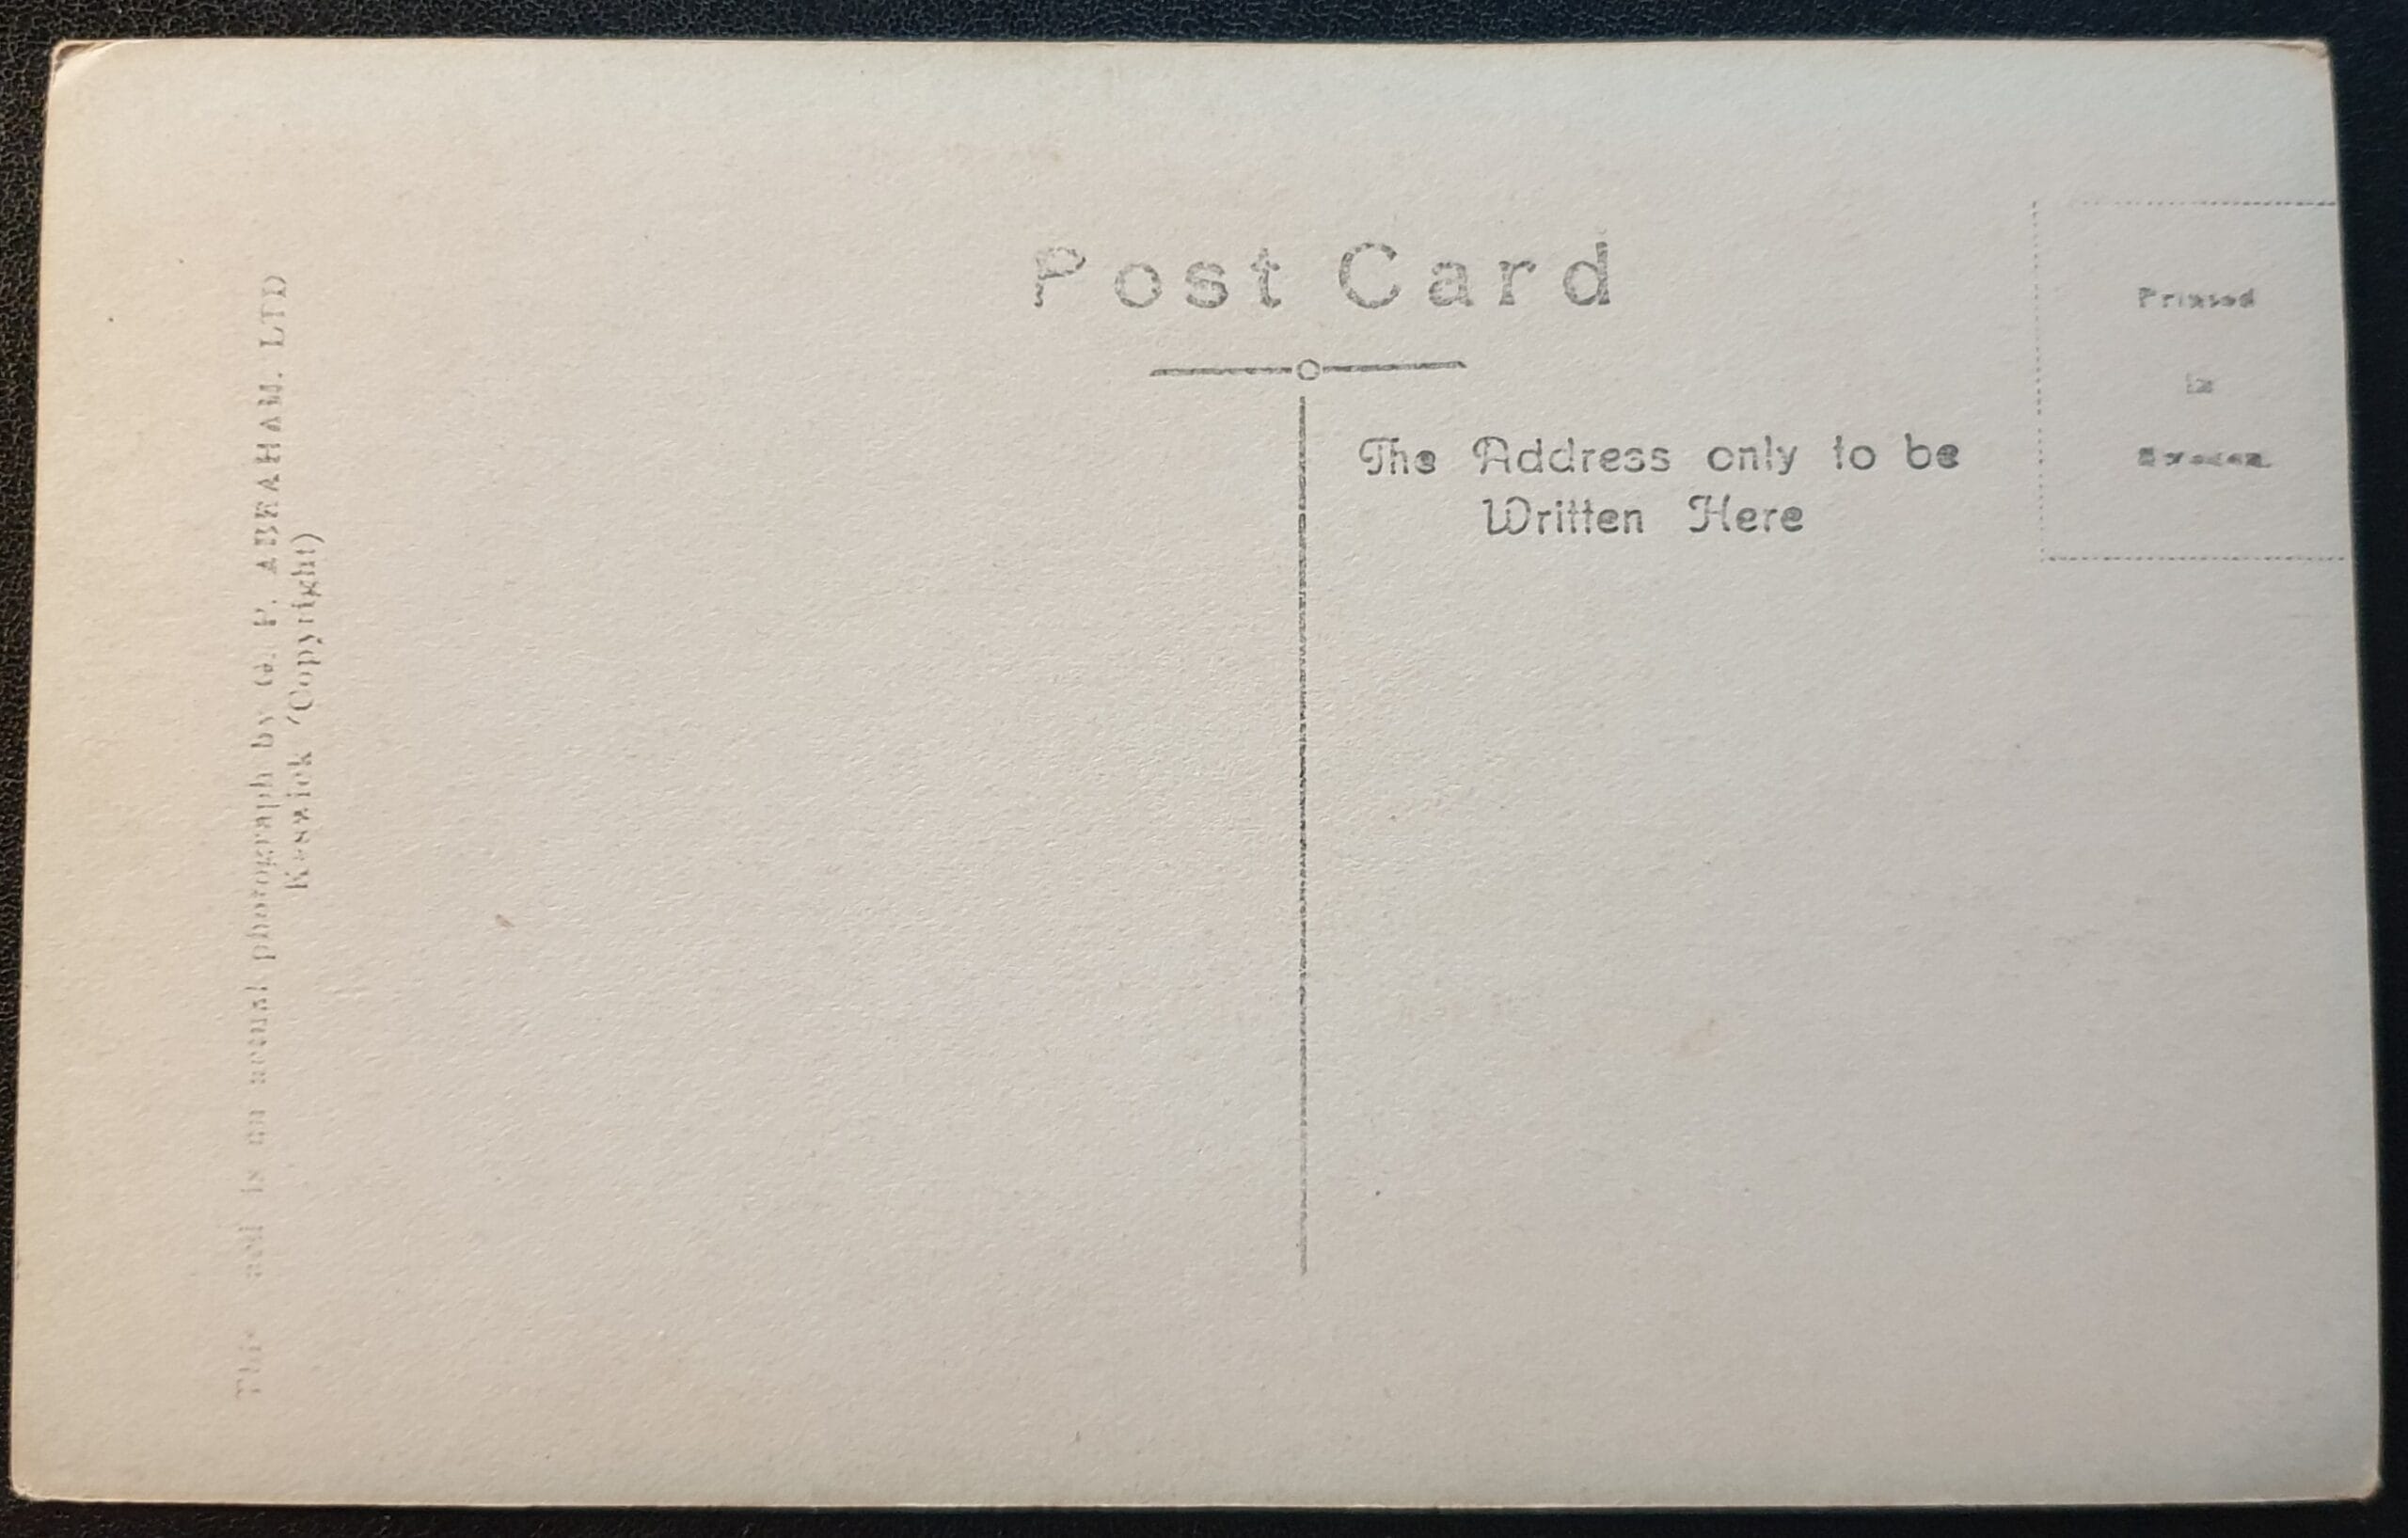 Post Card
The Address only to be
Written Here
Printed
in
This card is an actual photograph by G. P. ABRAHAM. LTD
Keswick (Copyright)